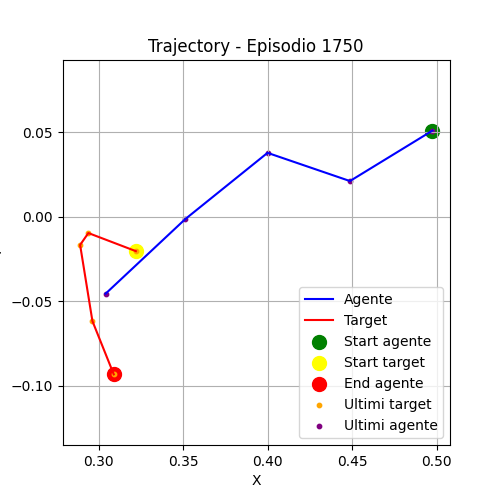 Trajectory - Episodio 1750
0.05
0.00
−0.05
−0.10
0.30
0.35
0.40
0.45
0.50
X
Agente
Target
Start agente
Start target
End agente
Ultimi target
Ultimi agente